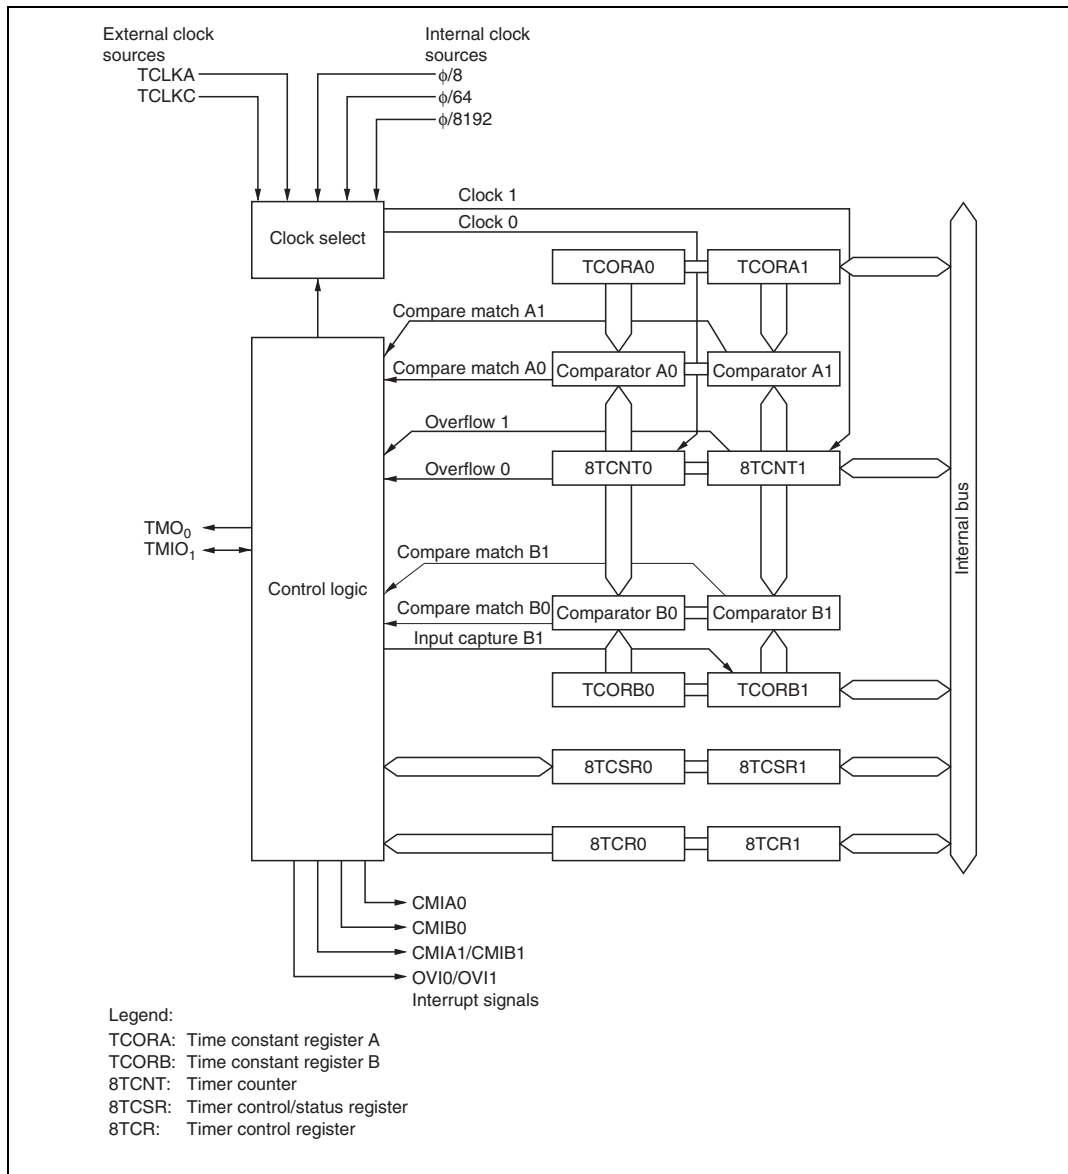 External clock
sources
Internal clock
sources
TCLKA
TCLKC
ϕ/8
ϕ/64
ϕ/8192
Clock 1
Clock 0
Clock select
TCORA0
TCORA1
Compare match A1
Compare match A0
Comparator A0
Comparator A1
Overflow 1
Overflow 0
8TCNT0
8TCNT1
Internal bus
TMO0
TMIO1
Control logic
Compare match B1
Compare match B0
Comparator B0
Comparator B1
Input capture B1
TCORB0
TCORB1
8TCSR0
8TCSR1
8TCR0
8TCR1
CMIA0
CMIB0
CMIA1/CMIB1
OVI0/OVI1
Interrupt signals
Legend:
TCORA: Time constant register A
TCORB: Time constant register B
8TCNT: Timer counter
8TCSR: Timer control/status register
8TCR: Timer control register